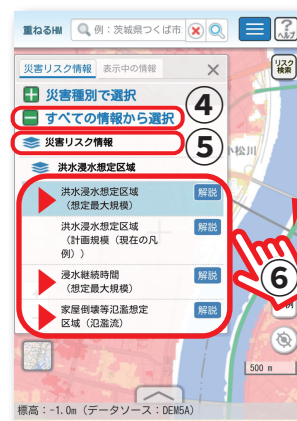 重ねるHM
例：茨城県つくば市
ヘルプ
災害リスク情報
表示中の情報
リスク
検索
災害種別で選択
④
すべての情報から選択
⑤
災害リスク情報
小松川
洪水浸水想定区域
洪水浸水想定区域
（想定最大規模）
解説
洪水浸水想定区域
（計画規模（現在の凡
例））
解説
浸水継続時間
（想定最大規模）
解説
⑥
例
家屋倒壊等氾濫想定
区域（氾濫流）
解説
500 m
標高：-1.0m（データソース：DEM5A）